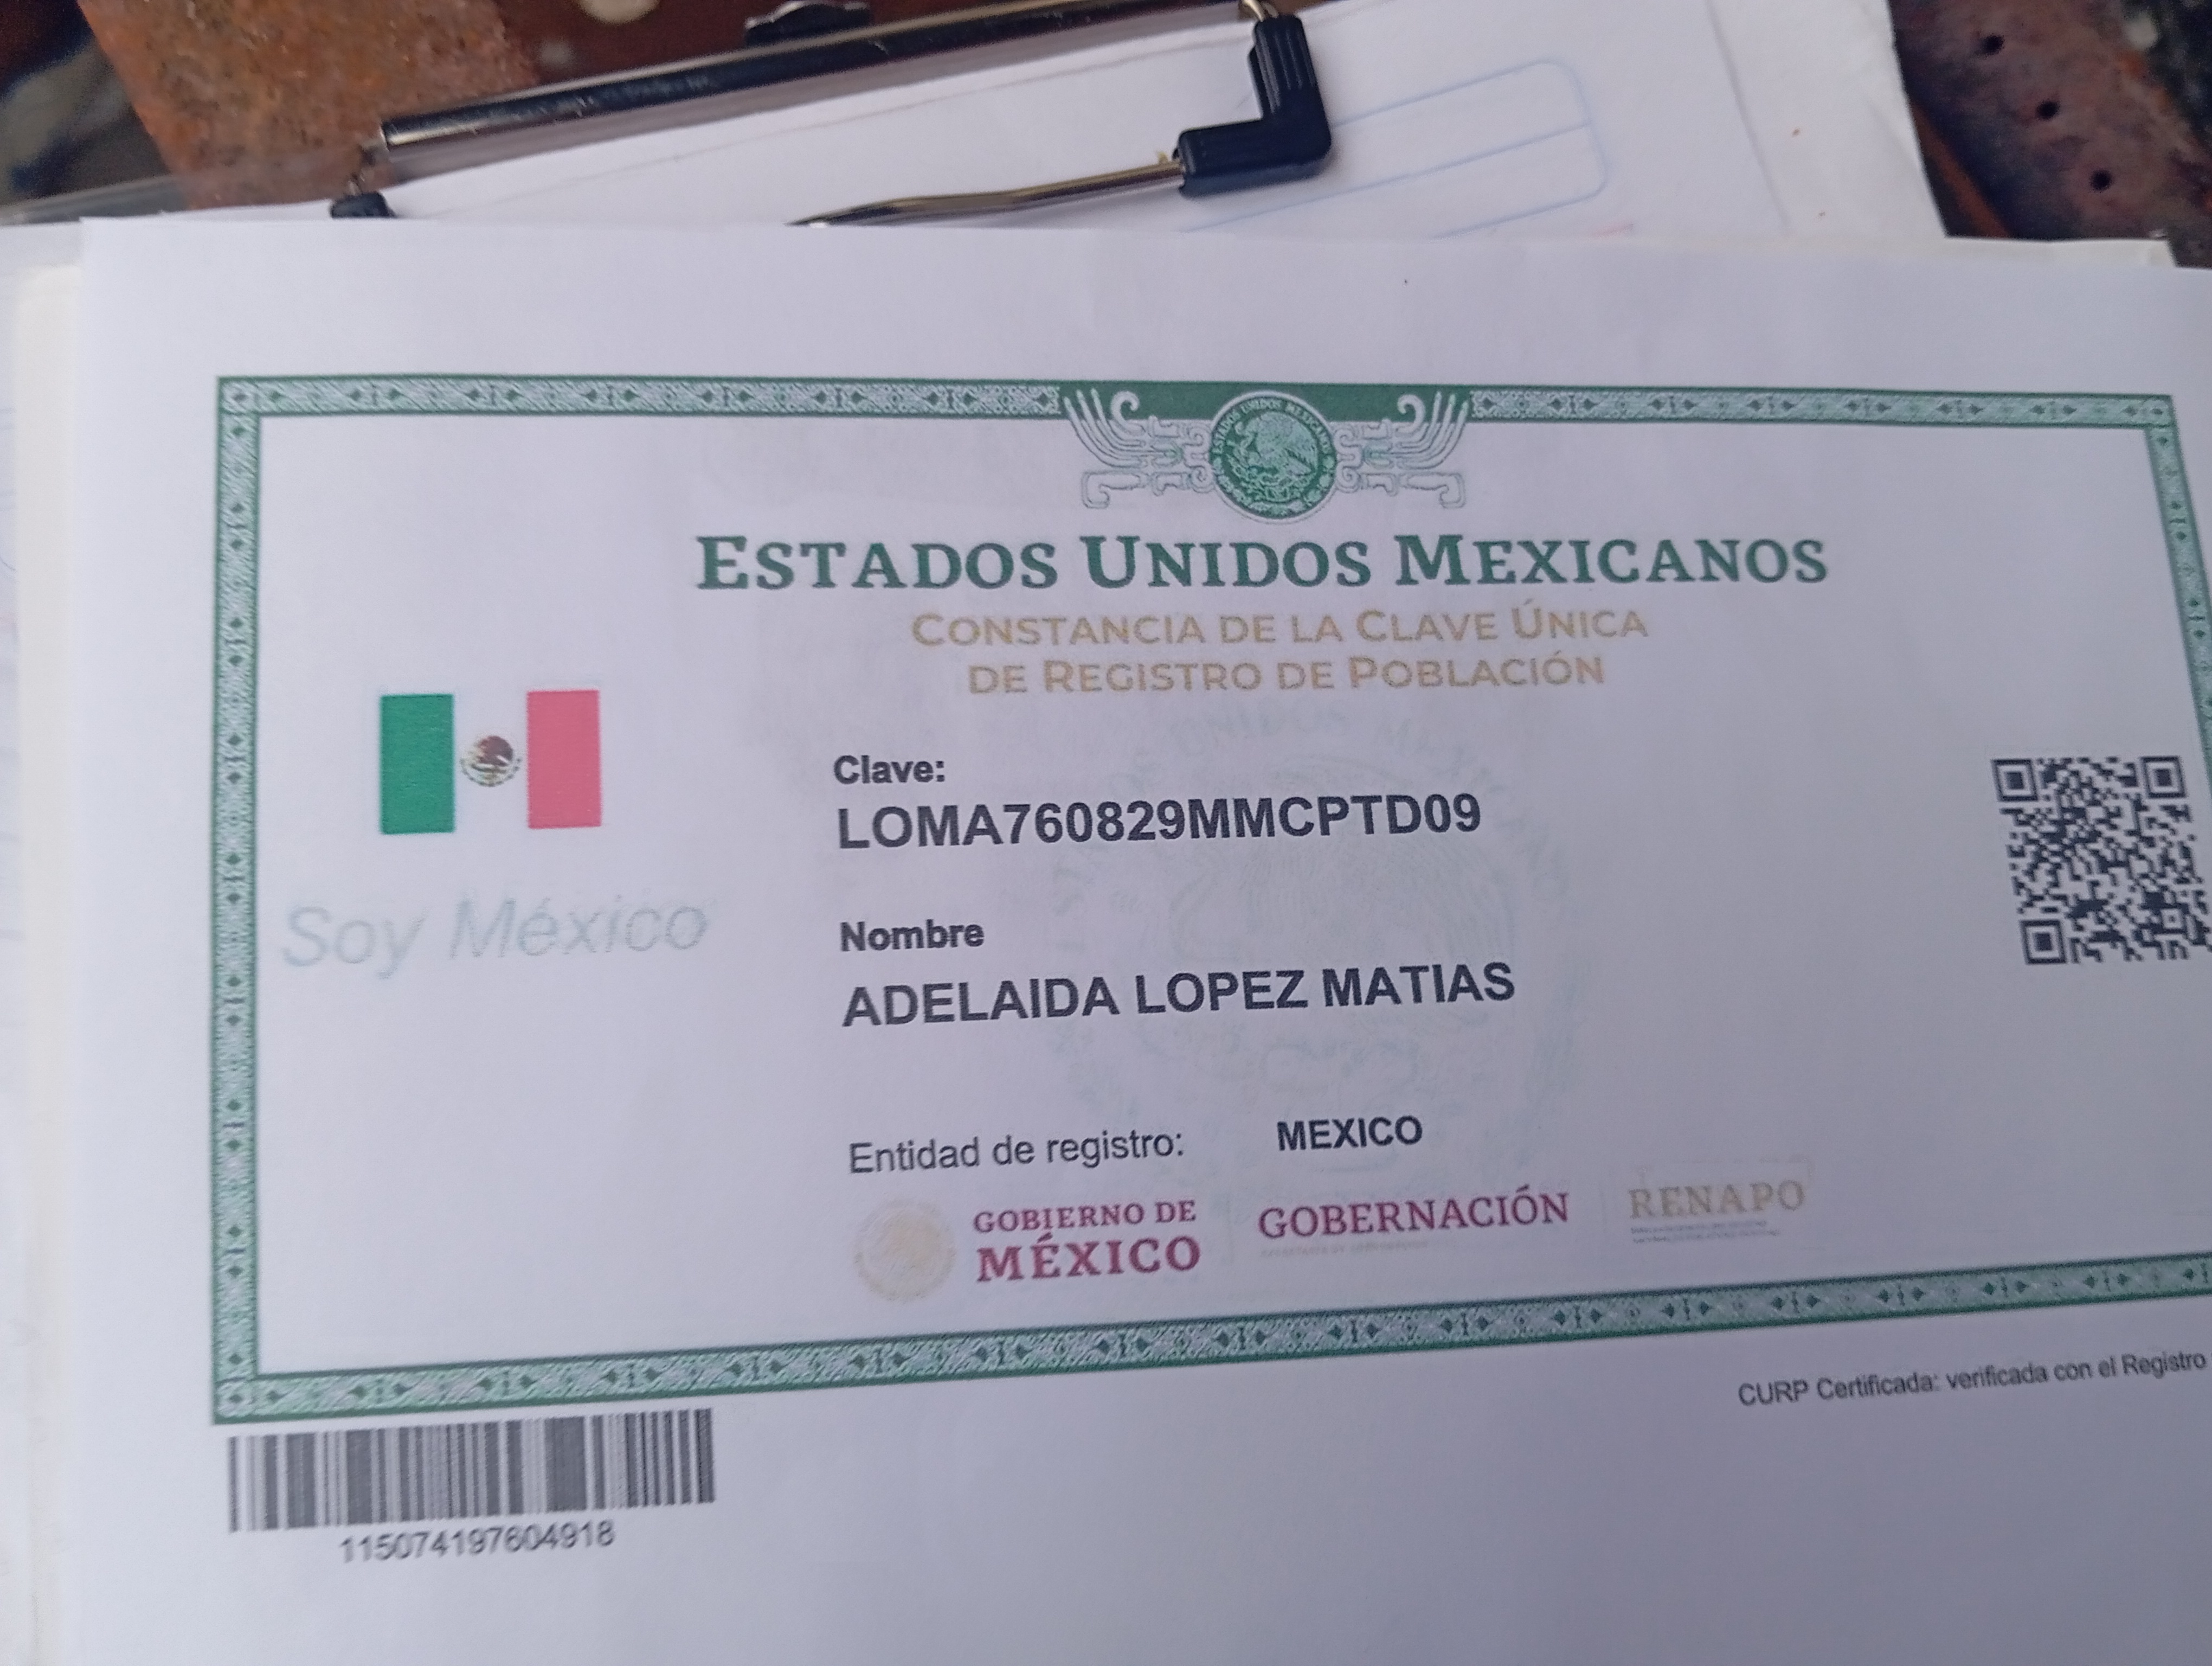 ESTADOS UNIDOS MEXICANOS
CONSTANCIA DE LA CLAVE ÚNICA
DE REGISTRO DE POBLACIÓN
Clave:
LOMA760829MMCPTD09
Soy México
Nombre
ADELAIDA LOPEZ MATIAS
Entidad de registro: MEXICO
GOBIERNO DE
MÉXICO
GOBERNACIÓN
RENAPO
CURP Certificada: verificada con el Registro
115074197604918